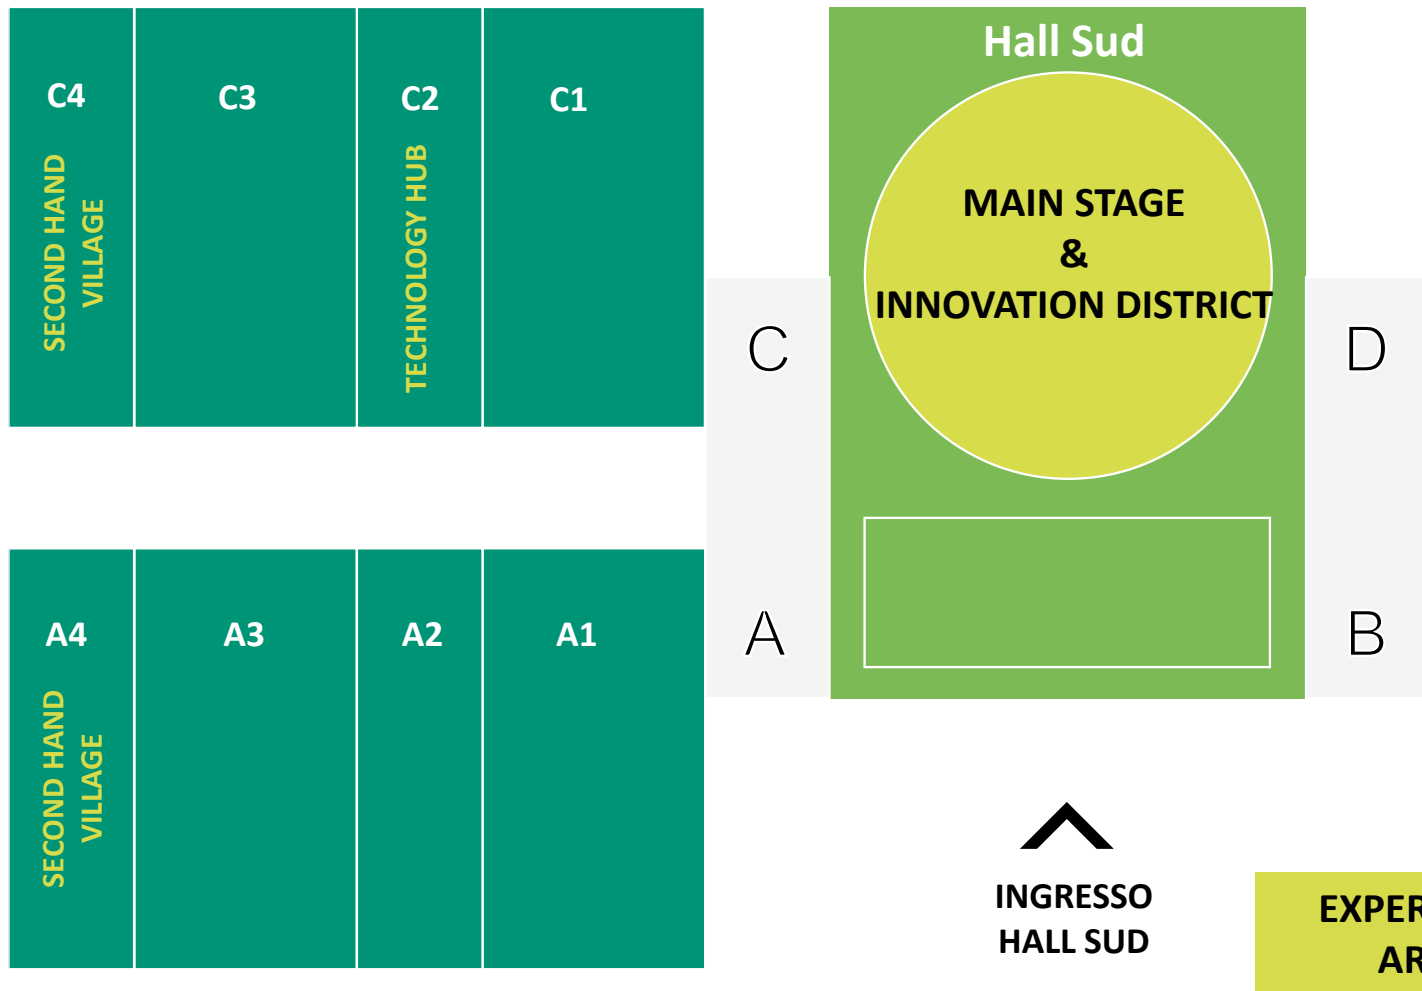 Hall Sud
C4
C3
C2
C1
SECOND HAND
VILLAGE
TECHNOLOGY HUB
MAIN STAGE
&
INNOVATION DISTRICT
C
D
A4
A3
A2
A1
A
B
SECOND HAND
VILLAGE
INGRESSO
HALL SUD